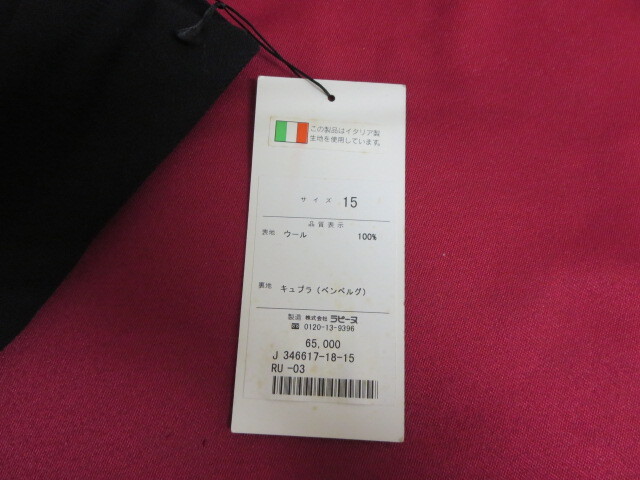 この製品はイタリア製
生地を使用しています。
サイズ 15
品質表示
表地 ウール 100%
裏地 キュプラ（ベンベルグ）
製造 株式会社 ラピーヌ
☎ 0120-13-9396
65,000
J 346617-18-15
RU -03